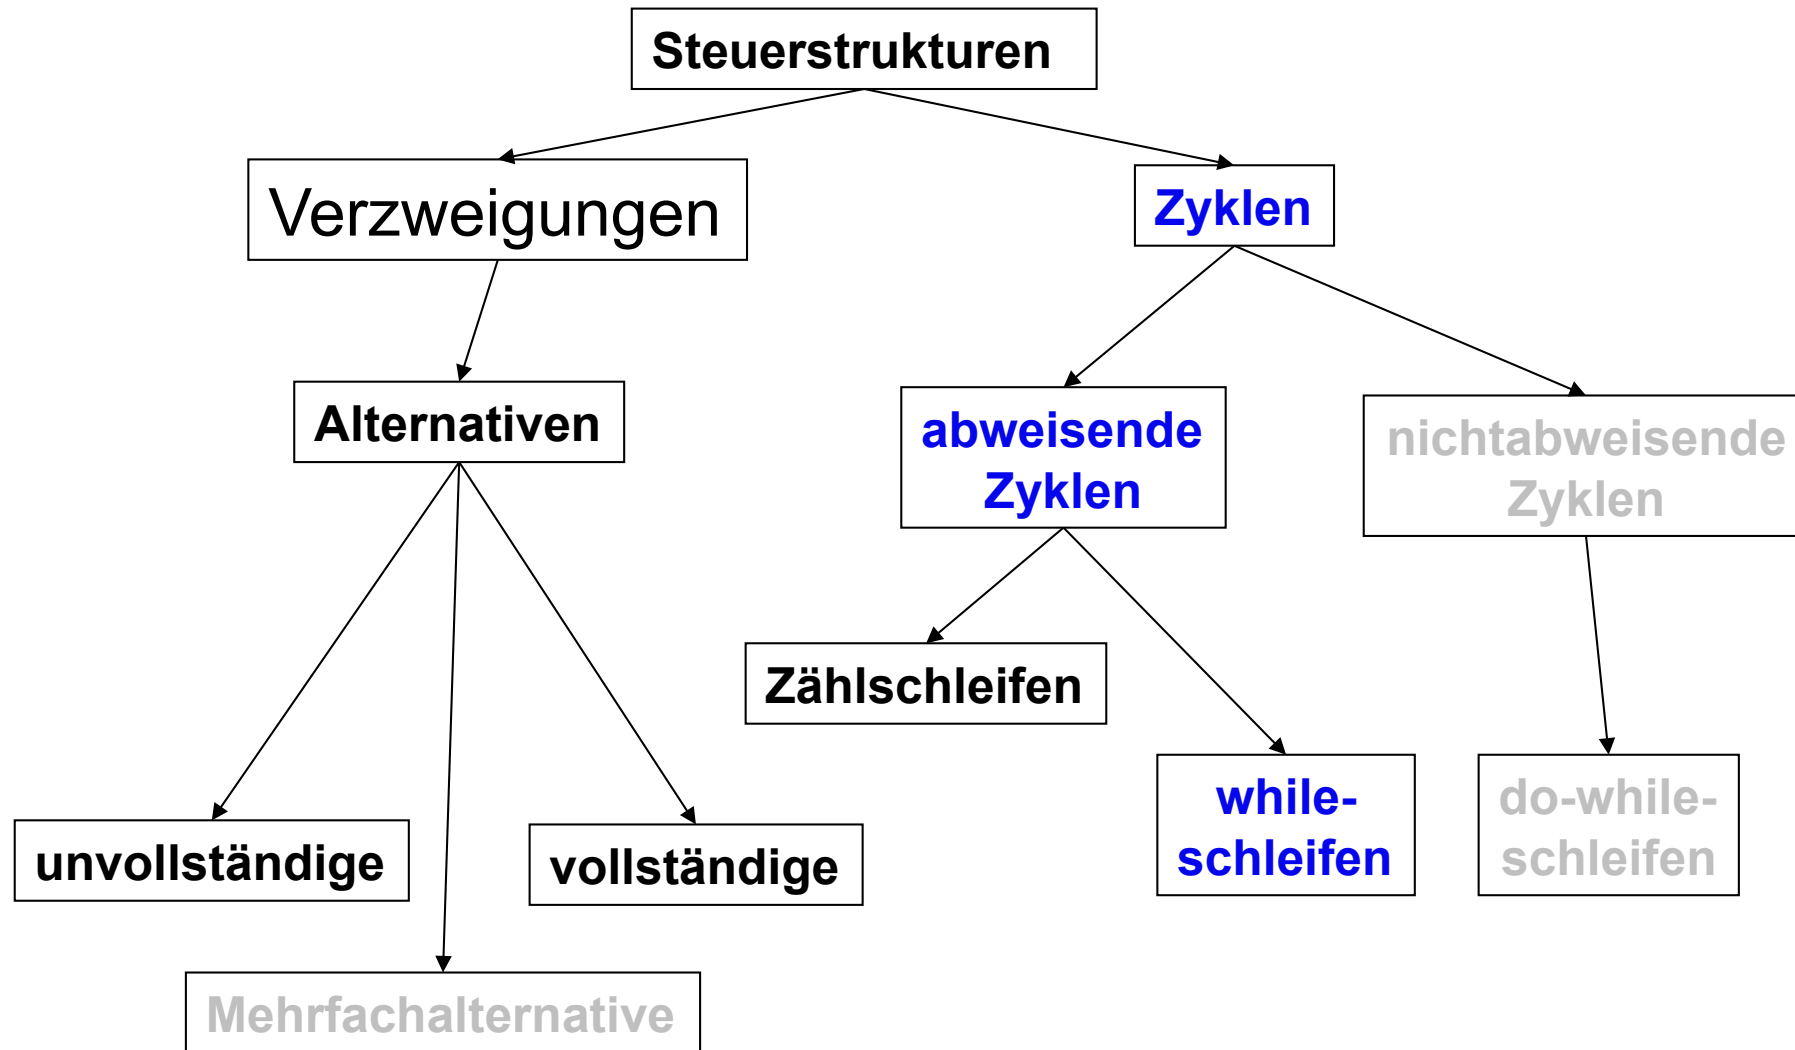 Steuerstrukturen
Verzweigungen
Zyklen
Alternativen
abweisende
Zyklen
nichtabweisende
Zyklen
Zählschleifen
while-
schleifen
do-while-
schleifen
unvollständige
vollständige
Mehrfachalternative